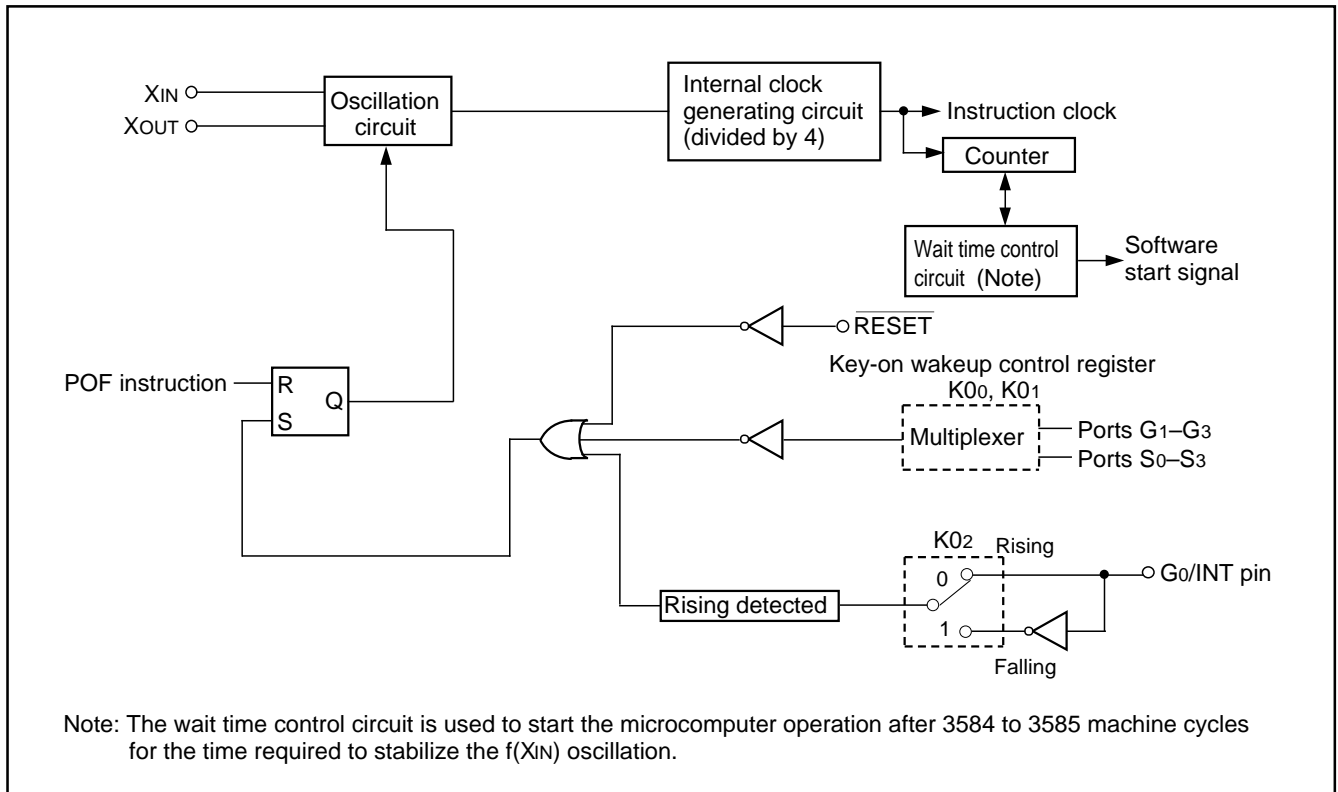 XIN
XOUT
Oscillation
circuit
Internal clock
generating circuit
(divided by 4)
Instruction clock
Counter
Wait time control
circuit (Note)
Software
start signal
RESET
Key-on wakeup control register
K00, K01
POF instruction
R
S
Q
Multiplexer
Ports G1–G3
Ports S0–S3
K02
Rising
0
G0/INT pin
Rising detected
1
Falling
Note: The wait time control circuit is used to start the microcomputer operation after 3584 to 3585 machine cycles
for the time required to stabilize the f(XIN) oscillation.